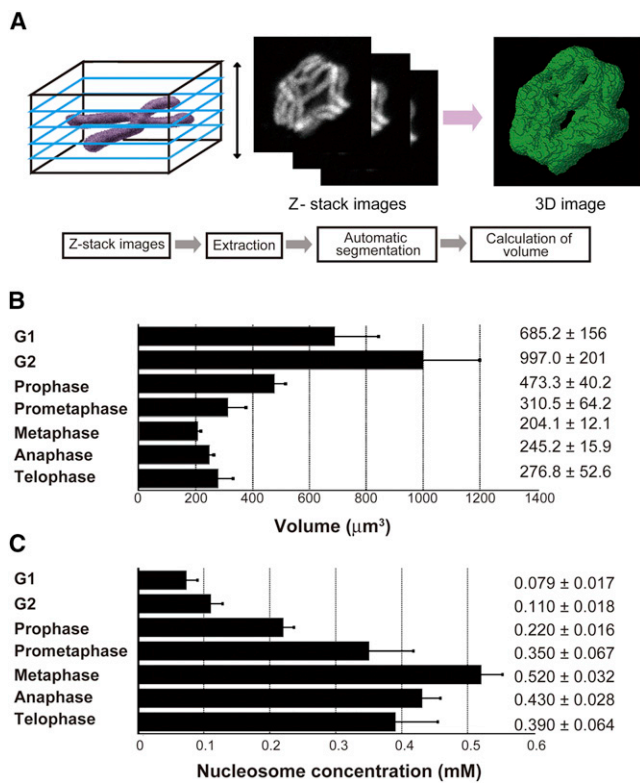 A
Z- stack images
3D image
Z-stack images
Extraction
Automatic
segmentation
Calculation of
volume
B
G1 685.2 ± 156
G2 997.0 ± 201
Prophase 473.3 ± 40.2
Prometaphase 310.5 ± 64.2
Metaphase 204.1 ± 12.1
Anaphase 245.2 ± 15.9
Telophase 276.8 ± 52.6
0 200 400 600 800 1000 1200 1400
Volume (μm³)
C
G1 0.079 ± 0.017
G2 0.110 ± 0.018
Prophase 0.220 ± 0.016
Prometaphase 0.350 ± 0.067
Metaphase 0.520 ± 0.032
Anaphase 0.430 ± 0.028
Telophase 0.390 ± 0.064
0 0.1 0.2 0.3 0.4 0.5 0.6
Nucleosome concentration (mM)